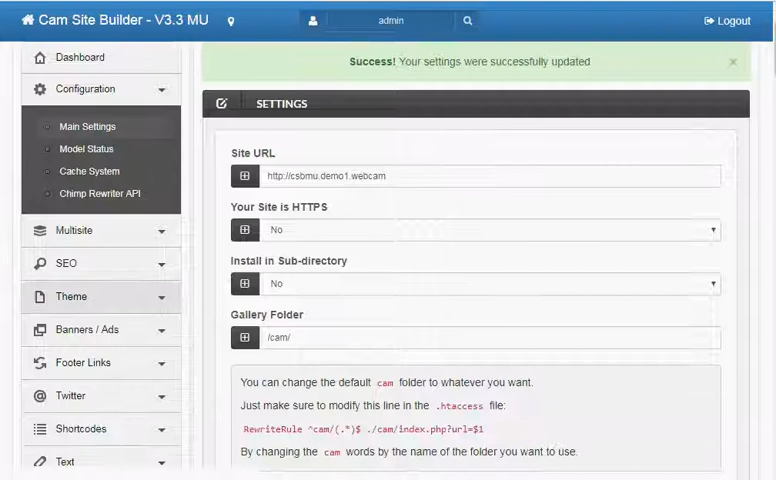 Cam Site Builder - V3.3 MU
admin
Logout
Dashboard
Configuration
Main Settings
Model Status
Cache System
Chimp Rewriter API
Multisite
SEO
Theme
Banners / Ads
Footer Links
Twitter
Shortcodes
Text
Success! Your settings were successfully updated
×
SETTINGS
Site URL
http://csbmu.demo1.webcam
Your Site is HTTPS
No
Install in Sub-directory
No
Gallery Folder
/cam/
You can change the default cam folder to whatever you want.
Just make sure to modify this line in the .htaccess file:
RewriteRule ^cam/(.*)$ ./cam/index.php?url=$1
By changing the cam words by the name of the folder you want to use.